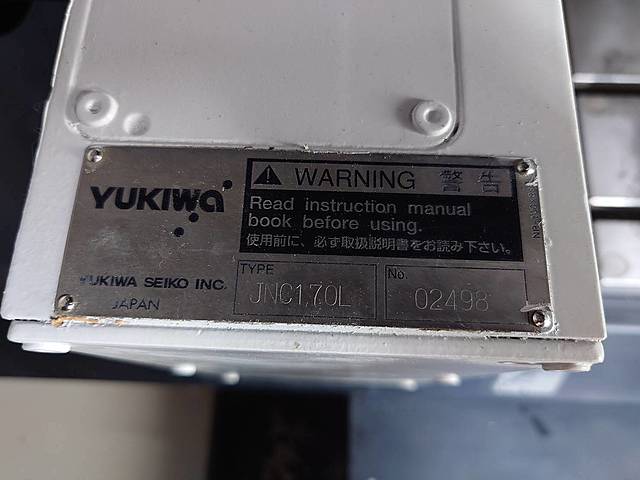 YUKIWA
YUKIWA SEIKO INC.
JAPAN
WARNING 警告
Read instruction manual
book before using.
使用前に、必ず取扱説明書をお読み下さい。
TYPE
JNC170L
No.
02498